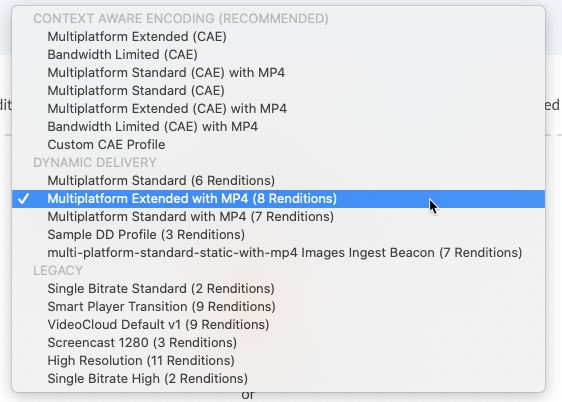 CONTEXT AWARE ENCODING (RECOMMENDED)
Multiplatform Extended (CAE)
Bandwidth Limited (CAE)
Multiplatform Standard (CAE) with MP4
Multiplatform Standard (CAE)
Multiplatform Extended (CAE) with MP4
Bandwidth Limited (CAE) with MP4
Custom CAE Profile
DYNAMIC DELIVERY
Multiplatform Standard (6 Renditions)
✓ Multiplatform Extended with MP4 (8 Renditions)
Multiplatform Standard with MP4 (7 Renditions)
Sample DD Profile (3 Renditions)
multi-platform-standard-static-with-mp4 Images Ingest Beacon (7 Renditions)
LEGACY
Single Bitrate Standard (2 Renditions)
Smart Player Transition (9 Renditions)
VideoCloud Default v1 (9 Renditions)
Screencast 1280 (3 Renditions)
High Resolution (11 Renditions)
Single Bitrate High (2 Renditions)
or